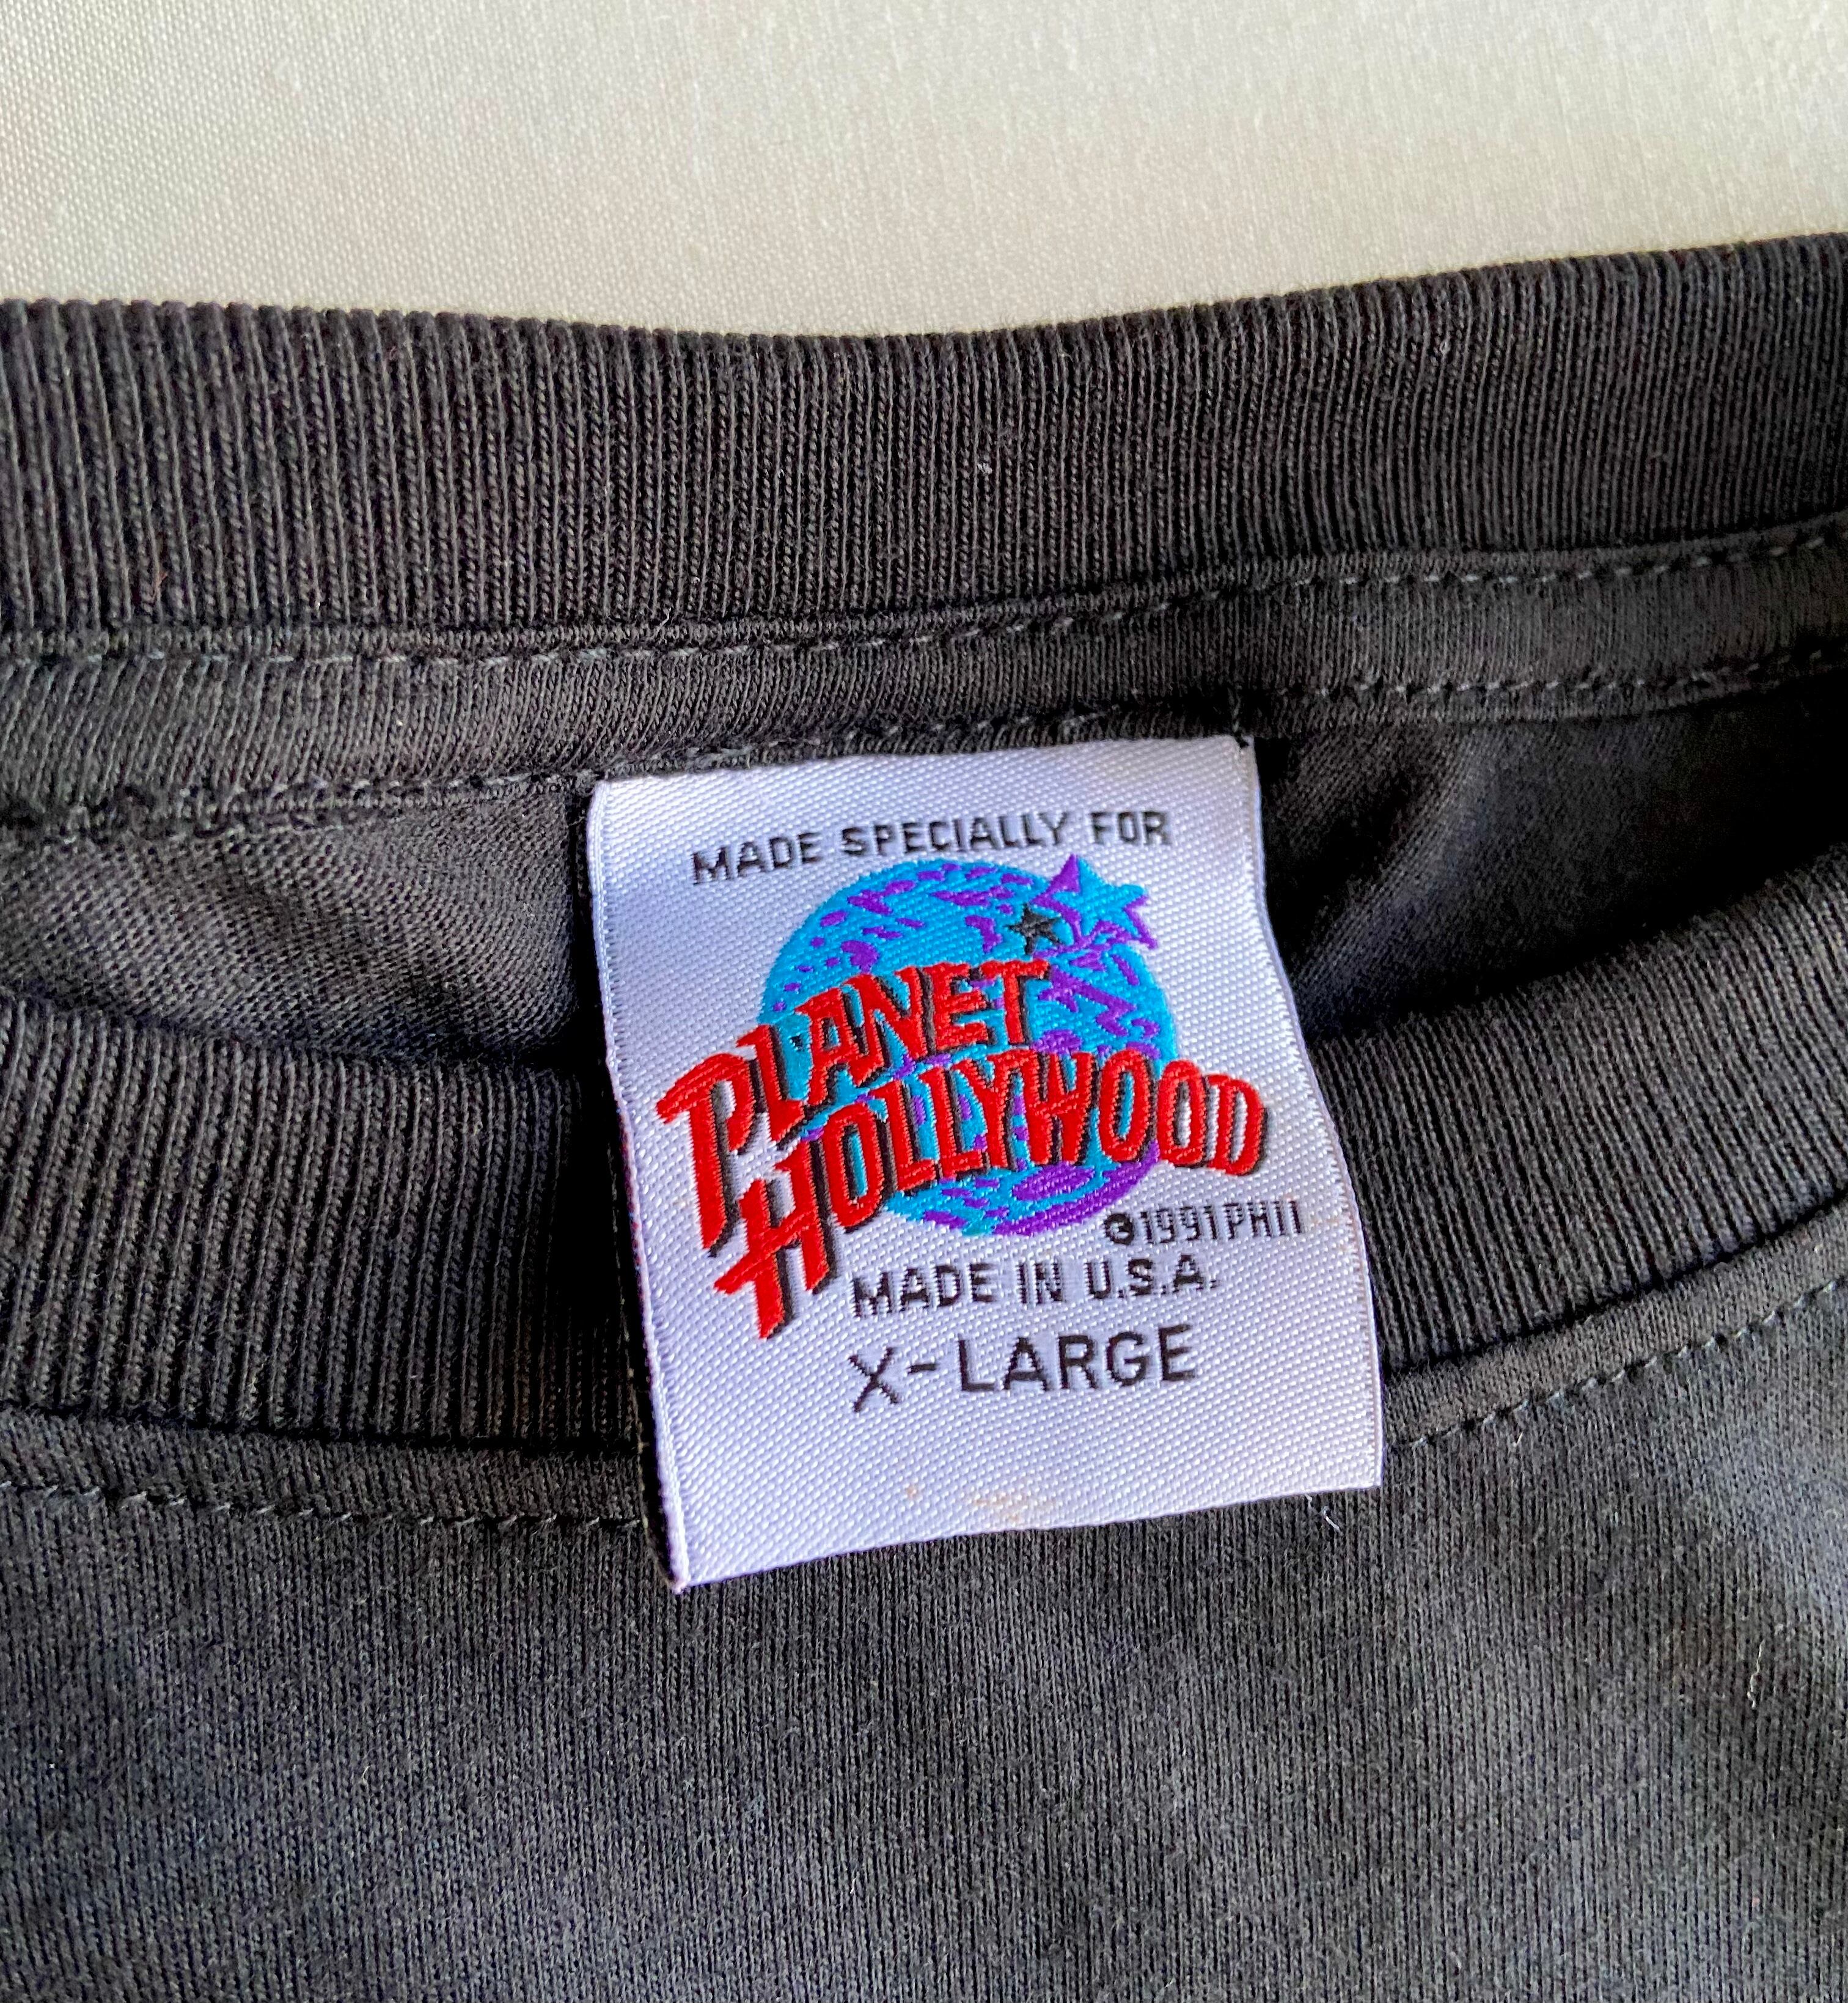 MADE SPECIALLY FOR
PLANET
HOLLYWOOD
©1991 PHII
MADE IN U.S.A.
X-LARGE